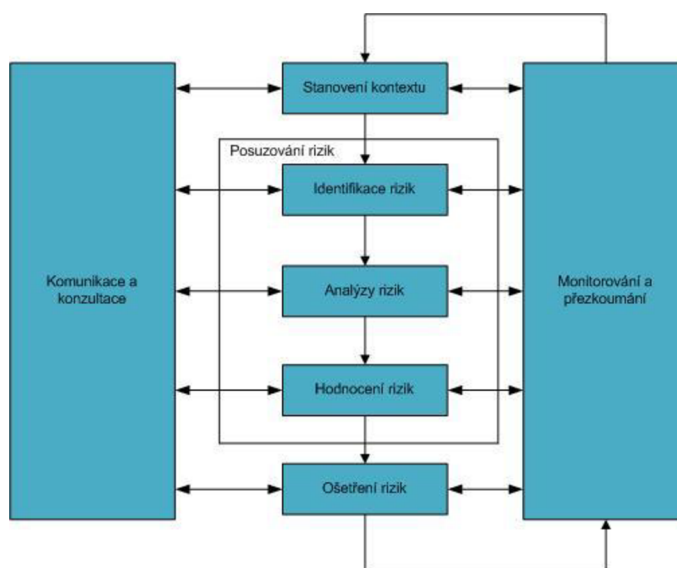 Stanovení kontextu
Posuzování rizik
Identifikace rizik
Komunikace a
konzultace
Analýzy rizik
Monitorování a
přezkoumání
Hodnocení rizik
Ošetření rizik